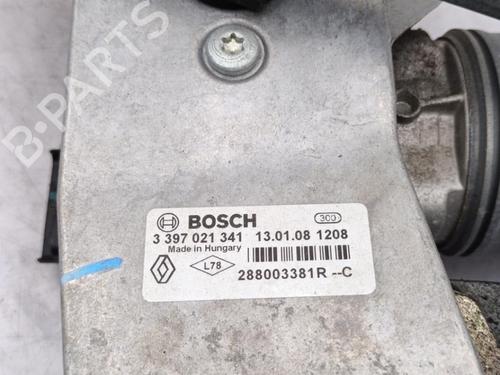 B-PARTS
BOSCH 300
3 397 021 341 13.01.08 1208
Made in Hungary
L78 288003381R --C